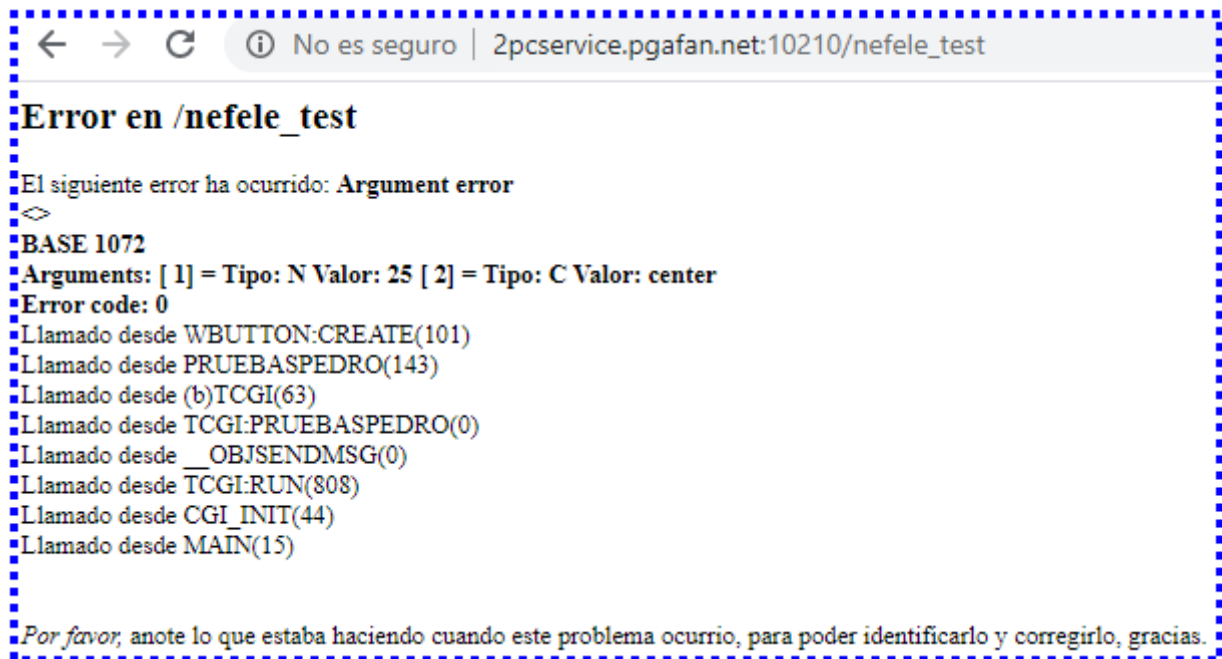 No es seguro | 2pcservice.pgafan.net:10210/nefele_test
Error en /nefele_test
El siguiente error ha ocurrido: Argument error
<>
BASE 1072
Arguments: [ 1] = Tipo: N Valor: 25 [ 2] = Tipo: C Valor: center
Error code: 0
Llamado desde WBUTTON:CREATE(101)
Llamado desde PRUEBASPEDRO(143)
Llamado desde (b)TCGI(63)
Llamado desde TCGI:PRUEBASPEDRO(0)
Llamado desde __OBJSENDMSG(0)
Llamado desde TCGI:RUN(808)
Llamado desde CGI_INIT(44)
Llamado desde MAIN(15)
Por favor, anote lo que estaba haciendo cuando este problema ocurrio, para poder identificarlo y corregirlo, gracias.